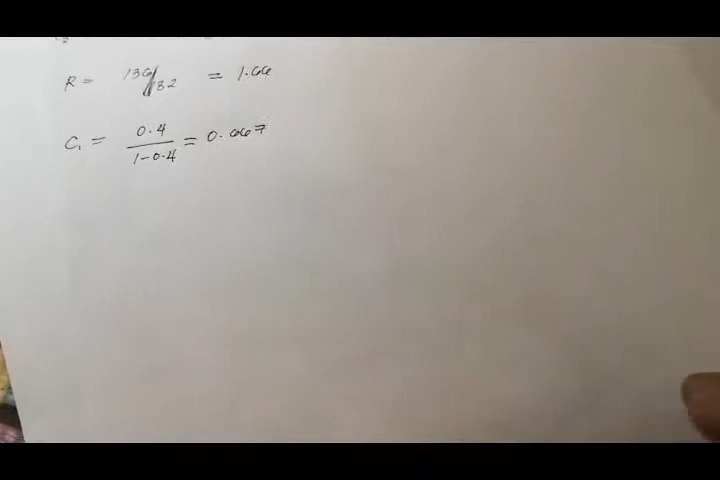 R = 136/82 = 1.66
C₁ = 0.4 / 1-0.4 = 0.667